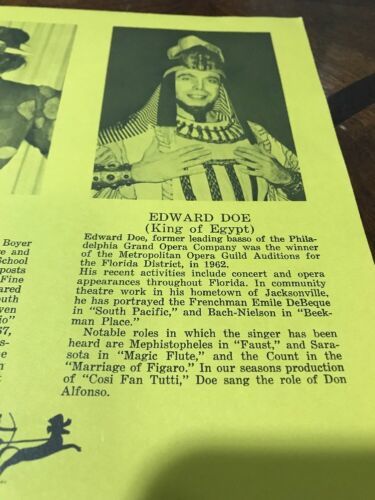 EDWARD DOE
(King of Egypt)
Edward Doe, former leading basso of the Phila-
delphia Grand Opera Company was the winner
of the Metropolitan Opera Guild Auditions for
the Florida District, in 1962.
His recent activities include concert and opera
appearances throughout Florida. In community
theatre work in his hometown of Jacksonville,
he has portrayed the Frenchman Emile DeBeque
in "South Pacific," and Bach-Nielson in "Beek-
man Place."
Notable roles in which the singer has been
heard are Mephistopheles in "Faust," and Sara-
sota in "Magic Flute," and the Count in the
"Marriage of Figaro." In our seasons production
of "Cosi Fan Tutti," Doe sang the role of Don
Alfonso.
Boyer
e and
School
posts
Fine
ared
outh
ven
io"
67,
s-
he
nt
t